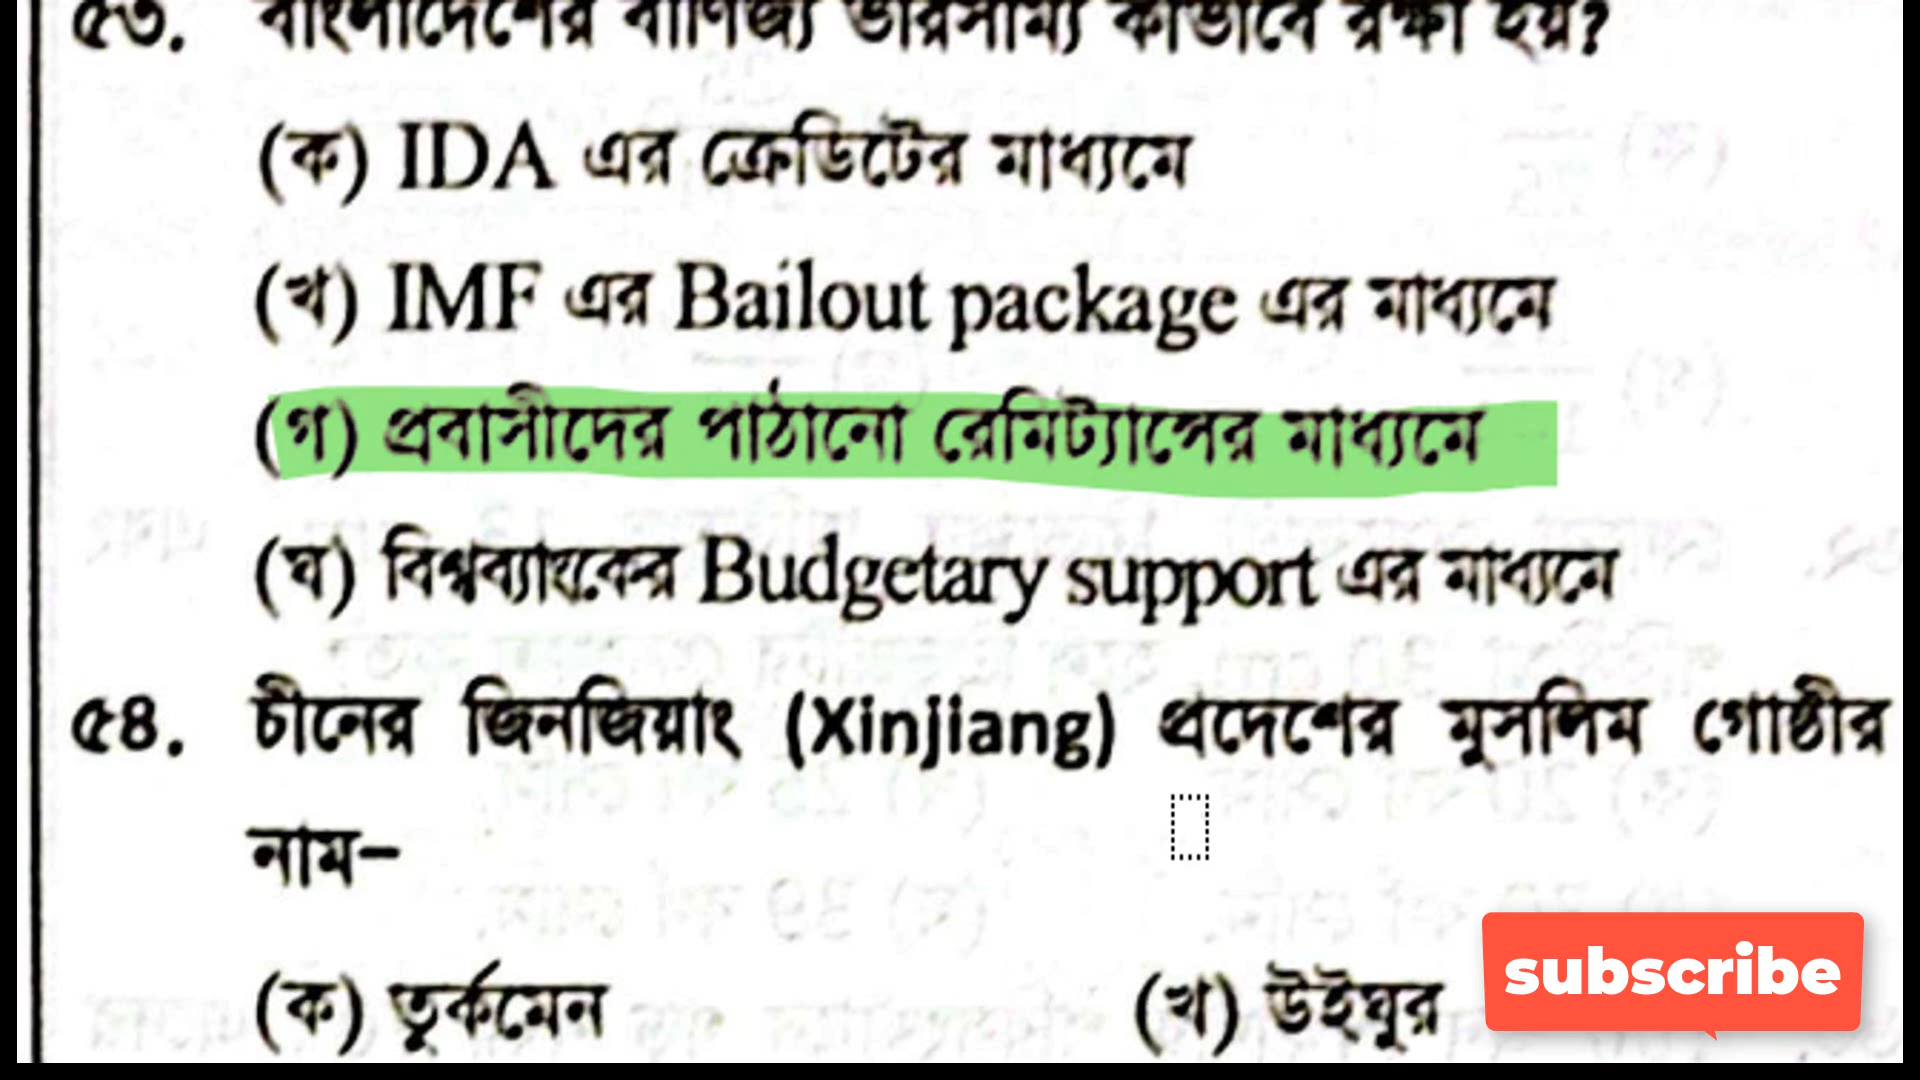 ৫৩. বাংলাদেশের বাণিজ্য ভারসাম্য কীভাবে রক্ষা হয়?
(ক) IDA এর ক্রেডিটের মাধ্যমে
(খ) IMF এর Bailout package এর মাধ্যমে
(গ) প্রবাসীদের পাঠানো রেমিট্যান্সের মাধ্যমে
(ঘ) বিশ্বব্যাংকের Budgetary support এর মাধ্যমে
৫৪. চীনের জিনজিয়াং (Xinjiang) প্রদেশের মুসলিম গোষ্ঠীর
নাম–
(ক) তুর্কমেন (খ) উইঘুর
subscribe